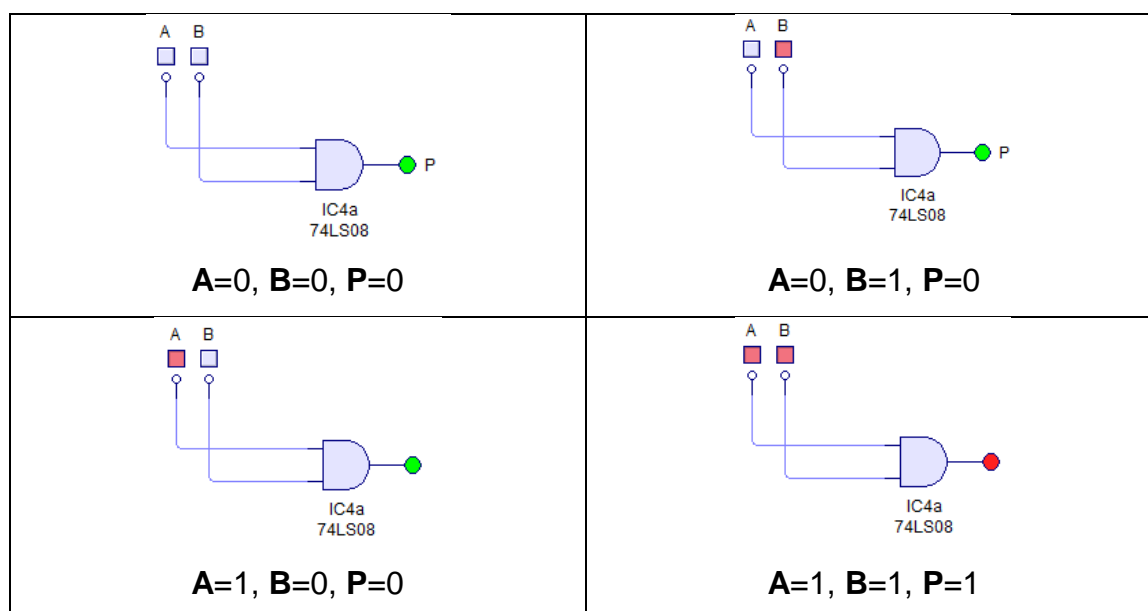 A B
P
IC4a
74LS08
A=0, B=0, P=0
A B
P
IC4a
74LS08
A=0, B=1, P=0
A B
IC4a
74LS08
A=1, B=0, P=0
A B
IC4a
74LS08
A=1, B=1, P=1